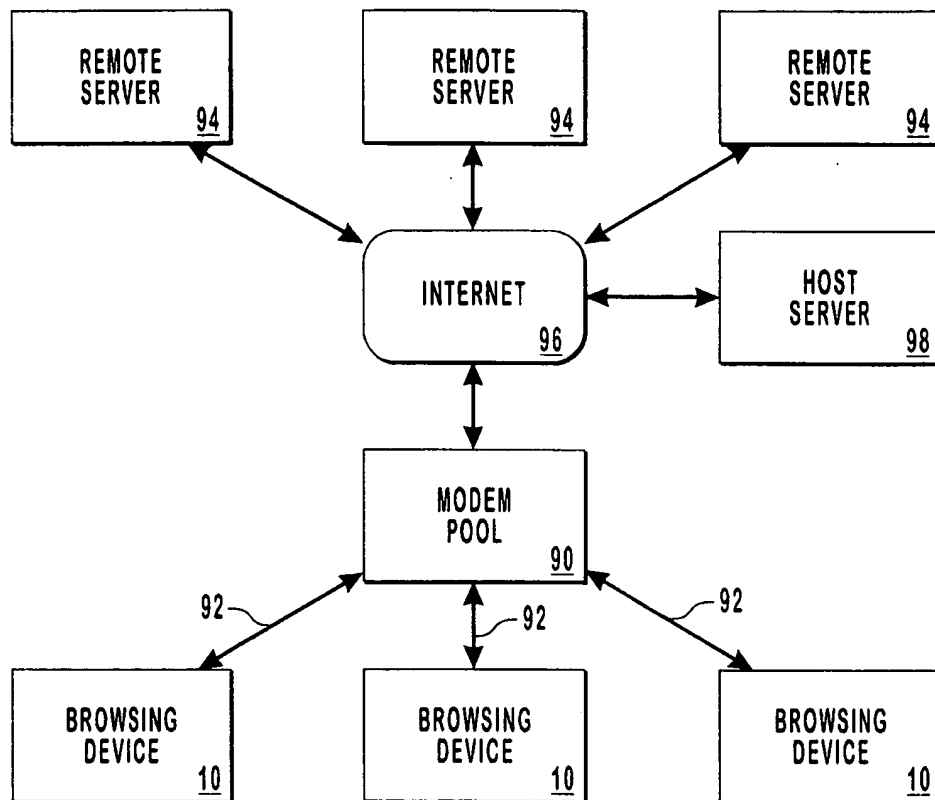 REMOTE
SERVER
94
REMOTE
SERVER
94
REMOTE
SERVER
94
INTERNET
96
HOST
SERVER
98
MODEM
POOL
90
92
92
92
BROWSING
DEVICE
10
BROWSING
DEVICE
10
BROWSING
DEVICE
10